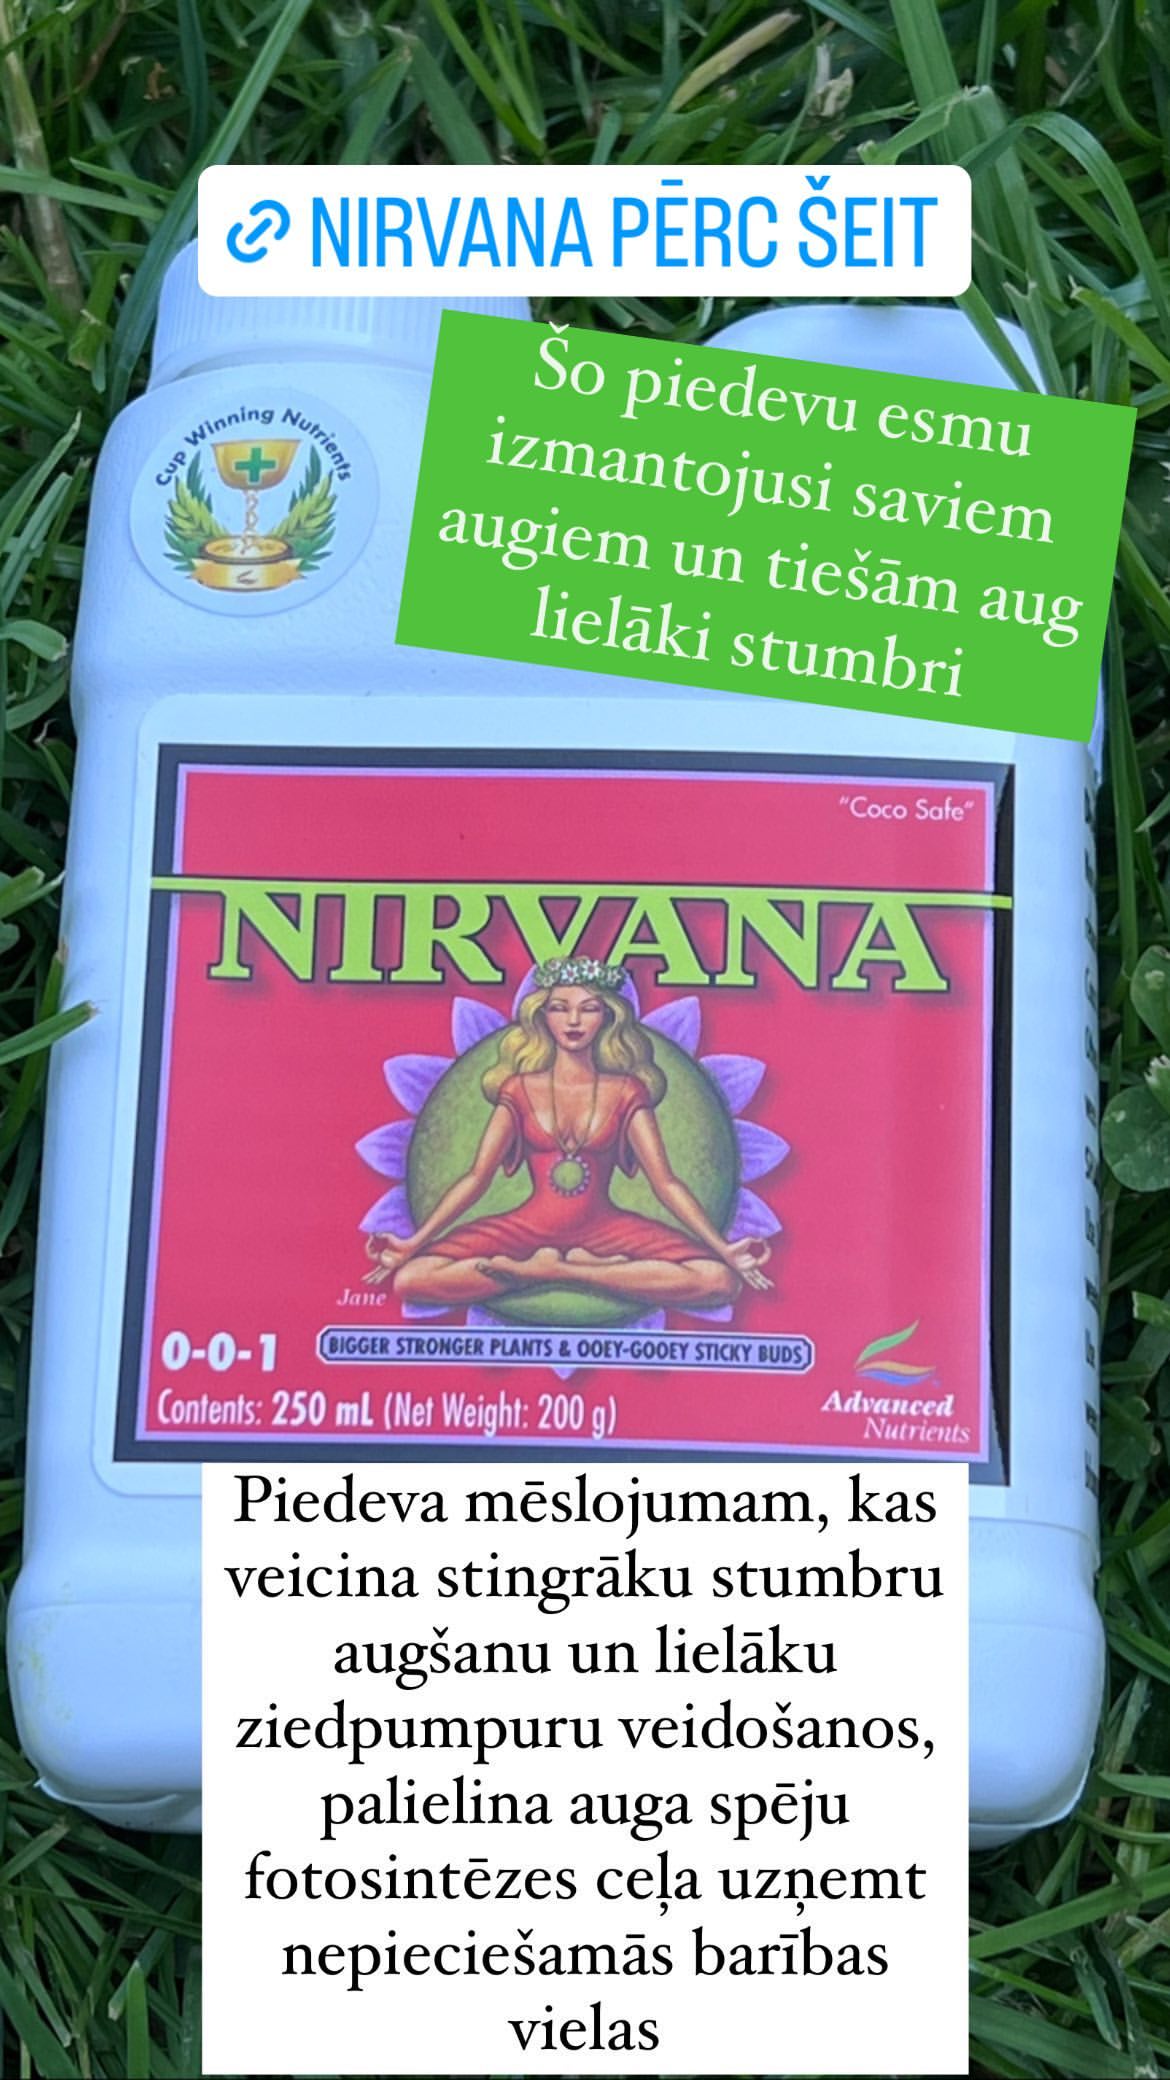 NIRVANA PĒRC ŠEIT
Šo piedevu esmu
izmantojusi saviem
augiem un tiešām aug
lielāki stumbri
Cup Winning Nutrients
"Coco Safe"
NIRVANA
Jane
0-0-1
BIGGER STRONGER PLANTS & OOEY-GOOEY STICKY BUDS
Contents: 250 mL (Net Weight: 200 g)
Advanced
Nutrients
Piedeva mēslojumam, kas
veicina stingrāku stumbru
augšanu un lielāku
ziedpumpuru veidošanos,
palielina auga spēju
fotosintēzes ceļa uzņemt
nepieciešamās barības
vielas